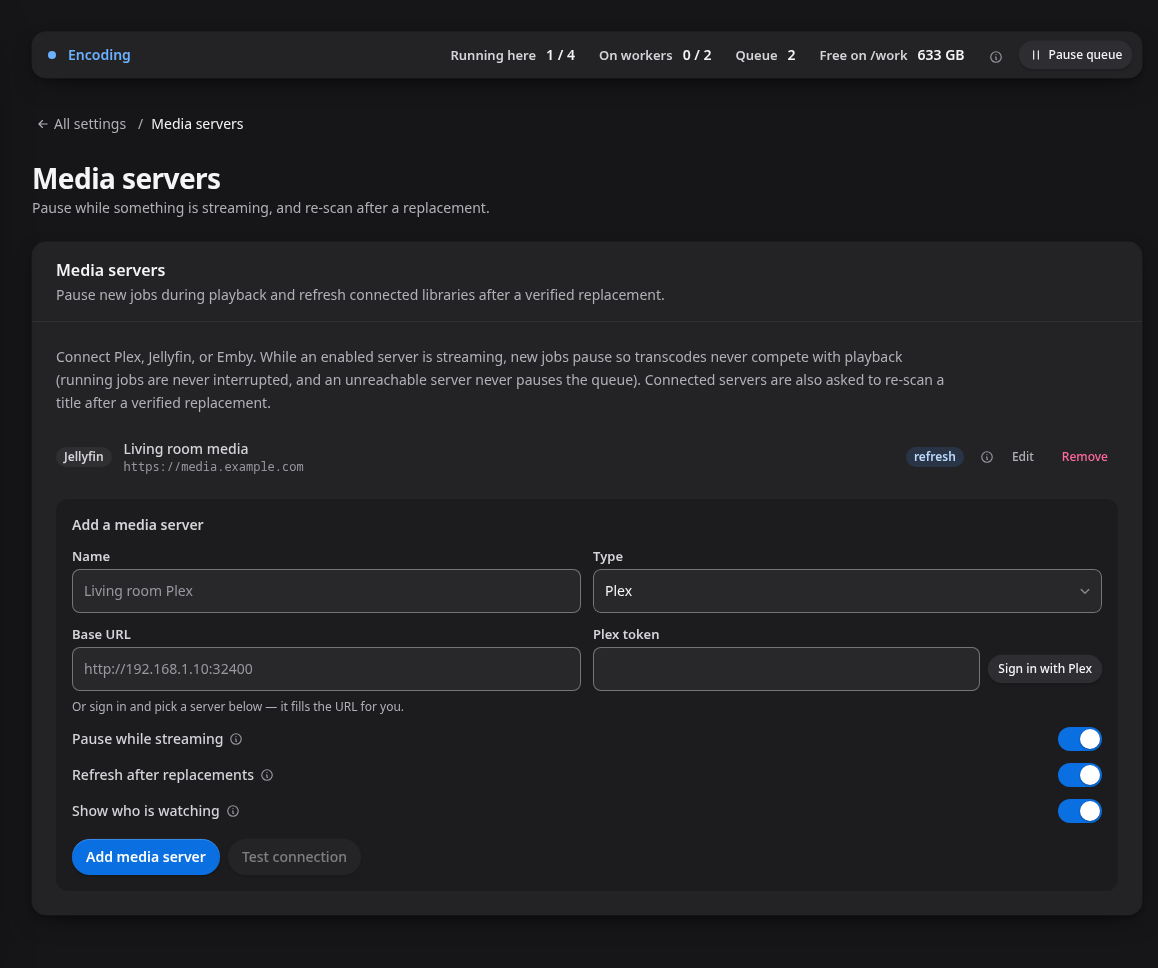 Encoding
Running here 1 / 4 On workers 0 / 2 Queue 2 Free on /work 633 GB Pause queue
← All settings / Media servers
Media servers
Pause while something is streaming, and re-scan after a replacement.
Media servers
Pause new jobs during playback and refresh connected libraries after a verified replacement.
Connect Plex, Jellyfin, or Emby. While an enabled server is streaming, new jobs pause so transcodes never compete with playback
(running jobs are never interrupted, and an unreachable server never pauses the queue). Connected servers are also asked to re-scan a
title after a verified replacement.
Jellyfin
Living room media
https://media.example.com
refresh Edit Remove
Add a media server
Name
Living room Plex
Type
Plex
Base URL
http://192.168.1.10:32400
Plex token
Sign in with Plex
Or sign in and pick a server below — it fills the URL for you.
Pause while streaming
Refresh after replacements
Show who is watching
Add media server Test connection